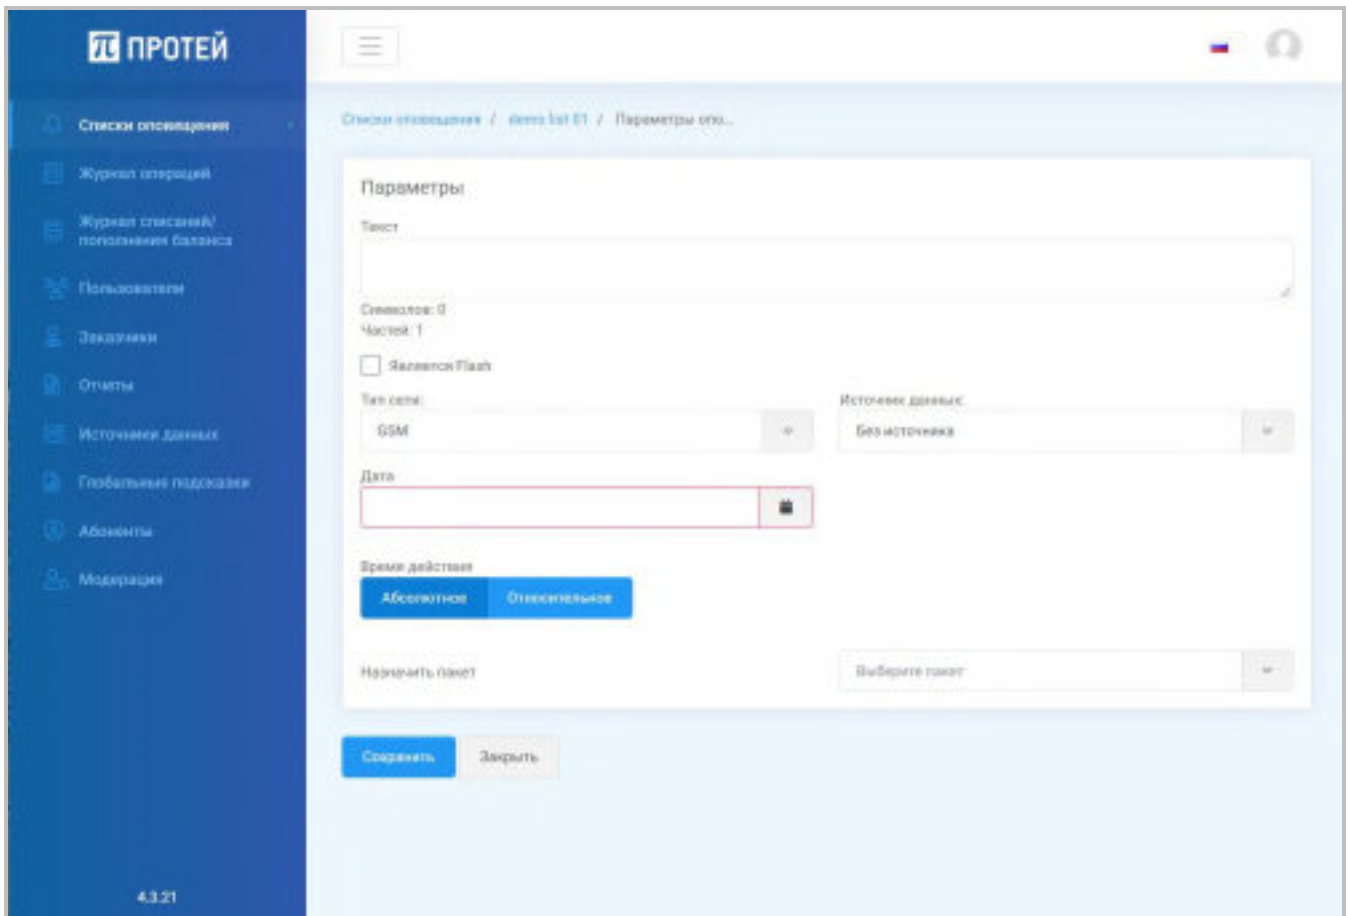 ПРОТЕЙ
Списки оповещения
Журнал операций
Журнал списаний/
пополнения баланса
Пользователи
Заказчики
Отчеты
Источники данных
Глобальные подсказки
Абоненты
Модерация
4.3.21
Списки оповещения / demo list 01 / Параметры опо...
Параметры
Текст
Символов: 0
Частей: 1
Является Flash
Тип сети:
Источник данных:
GSM
Без источника
Дата
Время действия
Абсолютное
Относительное
Назначить пакет
Выберите пакет
Сохранить
Закрыть